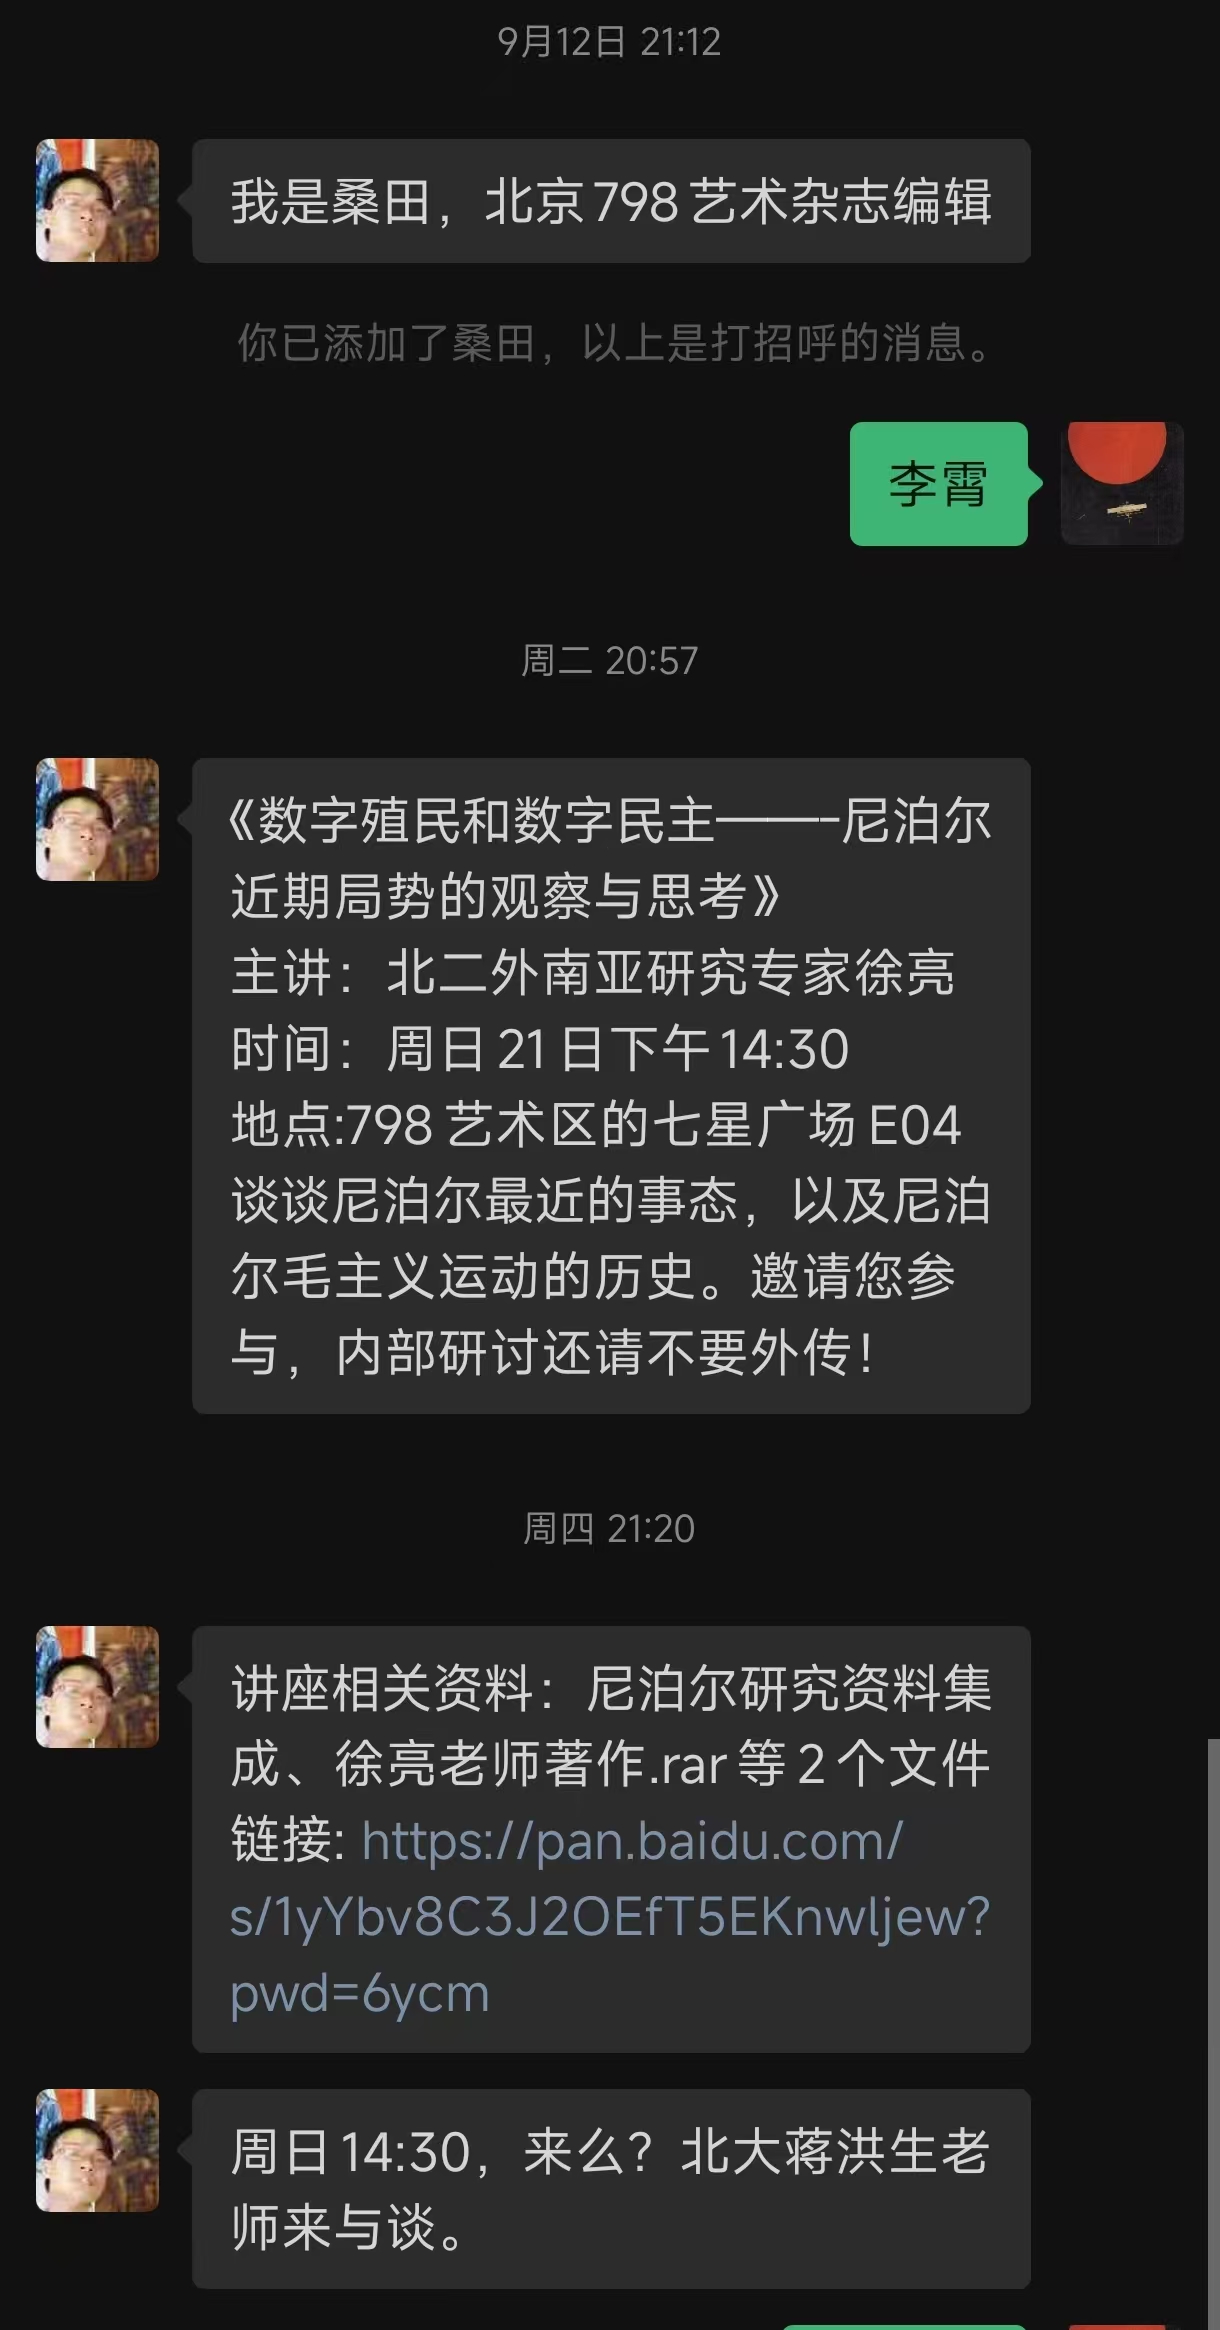 9月12日 21:12
我是桑田，北京798艺术杂志编辑
你已添加了桑田，以上是打招呼的消息。
李霄
周二 20:57
《数字殖民和数字民主——-尼泊尔
近期局势的观察与思考》
主讲：北二外南亚研究专家徐亮
时间：周日21日下午14:30
地点:798艺术区的七星广场E04
谈谈尼泊尔最近的事态，以及尼泊
尔毛主义运动的历史。邀请您参
与，内部研讨还请不要外传！
周四 21:20
讲座相关资料：尼泊尔研究资料集
成、徐亮老师著作.rar等2个文件
链接: https://pan.baidu.com/
s/1yYbv8C3J2OEfT5EKnwljew?
pwd=6ycm
周日14:30，来么？北大蒋洪生老
师来与谈。